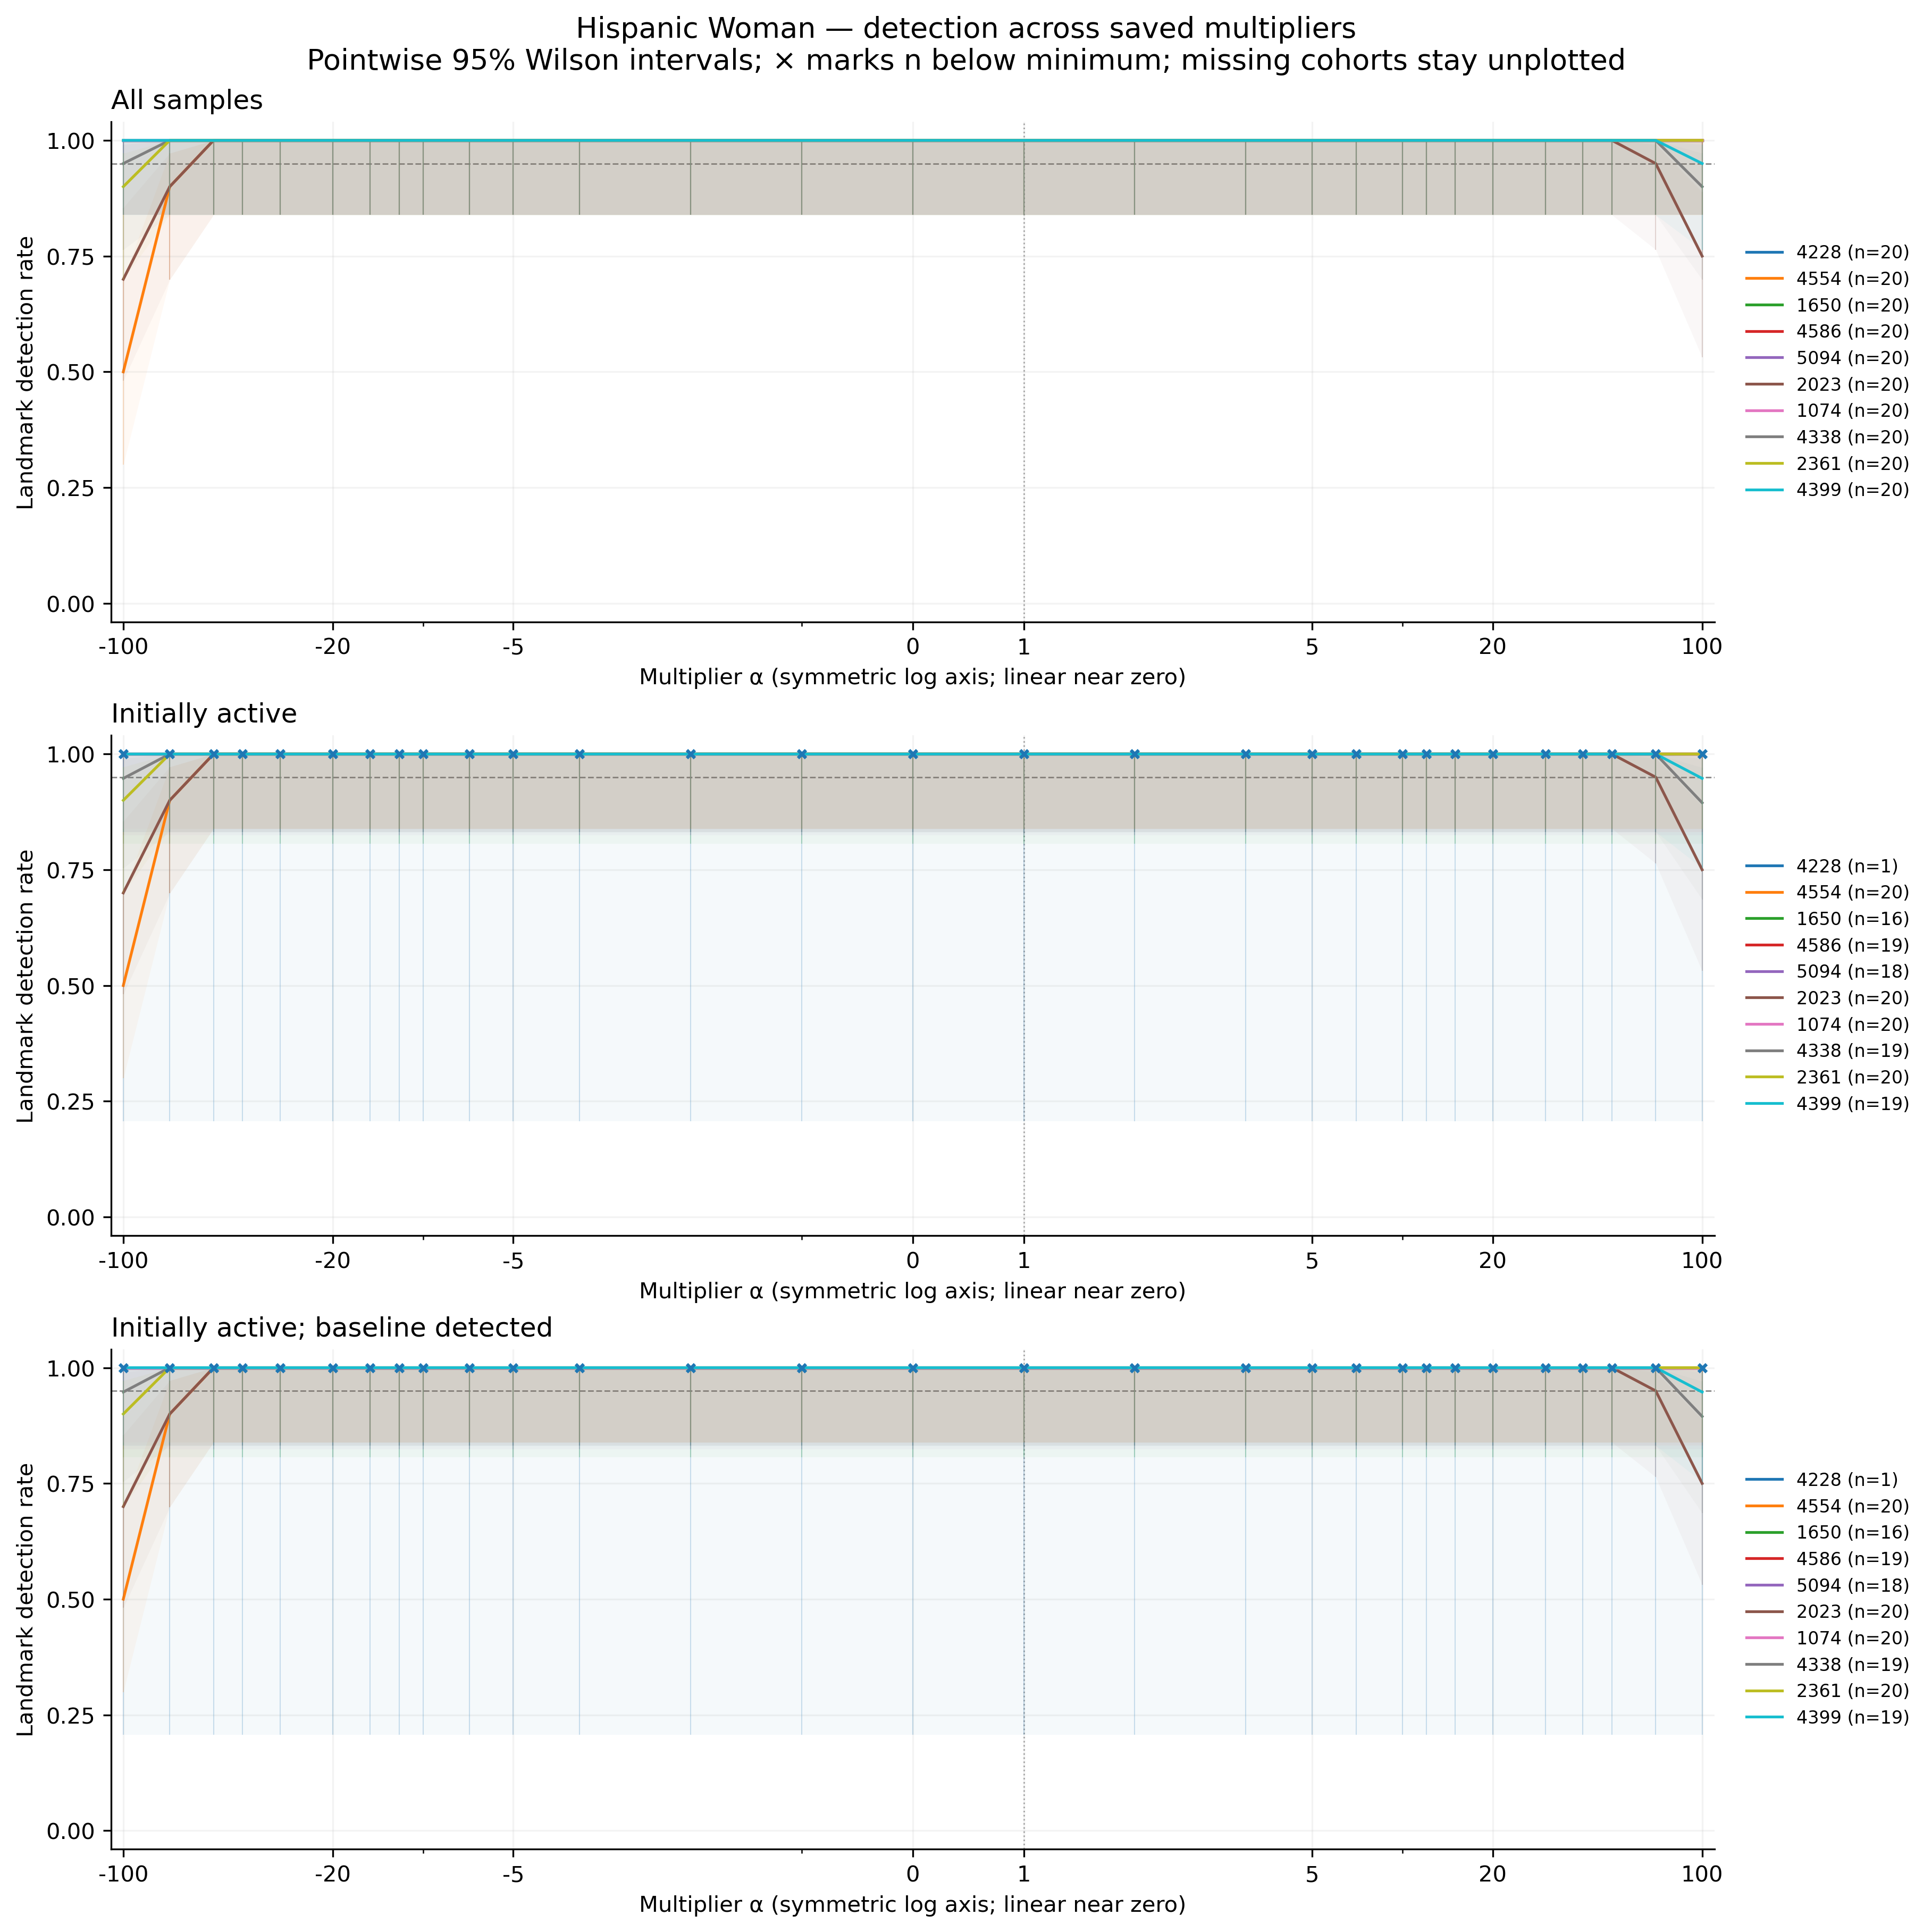 Hispanic Woman — detection across saved multipliers
Pointwise 95% Wilson intervals; × marks n below minimum; missing cohorts stay unplotted
All samples
Landmark detection rate
1.00
0.75
0.50
0.25
0.00
-100
-20
-5
0
1
5
20
100
Multiplier α (symmetric log axis; linear near zero)
4228 (n=20)
4554 (n=20)
1650 (n=20)
4586 (n=20)
5094 (n=20)
2023 (n=20)
1074 (n=20)
4338 (n=20)
2361 (n=20)
4399 (n=20)
Initially active
Landmark detection rate
1.00
0.75
0.50
0.25
0.00
-100
-20
-5
0
1
5
20
100
Multiplier α (symmetric log axis; linear near zero)
4228 (n=1)
4554 (n=20)
1650 (n=16)
4586 (n=19)
5094 (n=18)
2023 (n=20)
1074 (n=20)
4338 (n=19)
2361 (n=20)
4399 (n=19)
Initially active; baseline detected
Landmark detection rate
1.00
0.75
0.50
0.25
0.00
-100
-20
-5
0
1
5
20
100
Multiplier α (symmetric log axis; linear near zero)
4228 (n=1)
4554 (n=20)
1650 (n=16)
4586 (n=19)
5094 (n=18)
2023 (n=20)
1074 (n=20)
4338 (n=19)
2361 (n=20)
4399 (n=19)